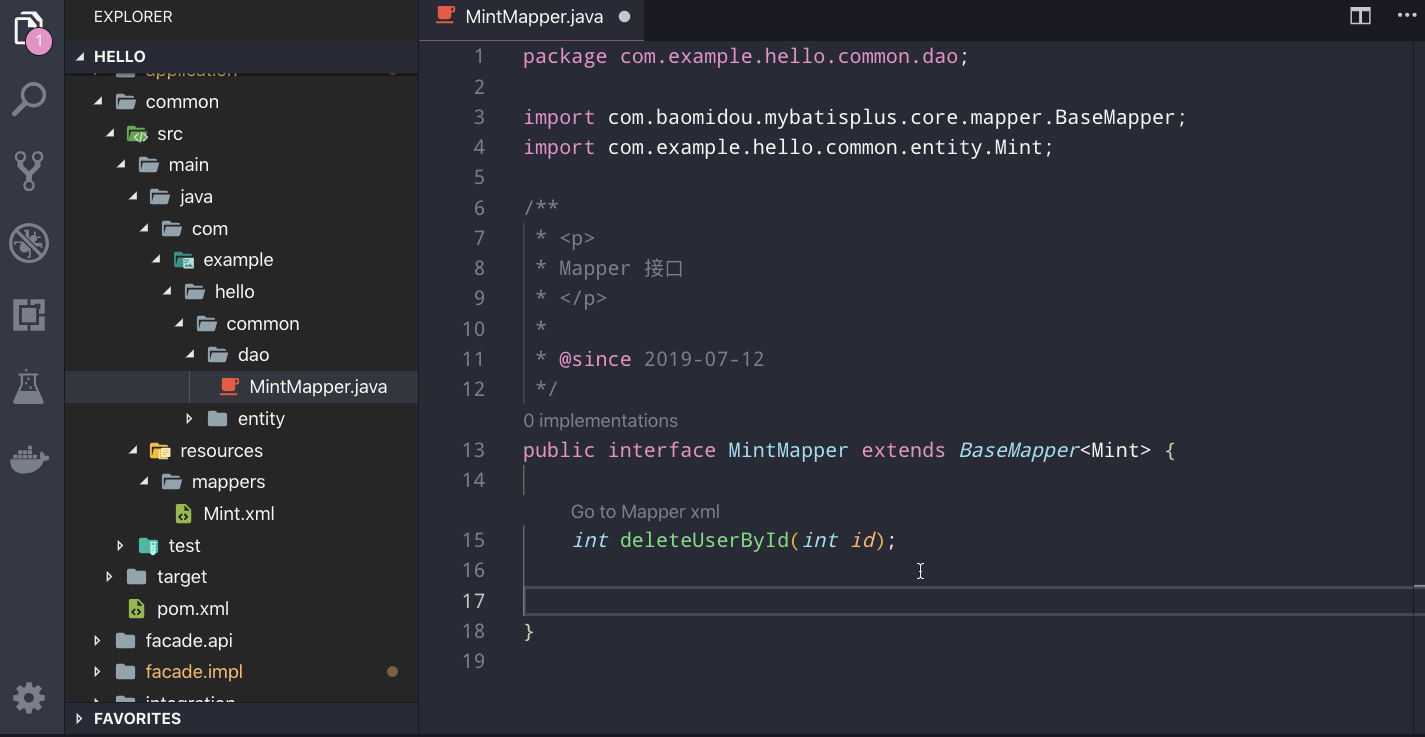 EXPLORER
1
HELLO
application
common
src
main
java
com
example
hello
common
dao
MintMapper.java
entity
resources
mappers
Mint.xml
test
target
pom.xml
facade.api
facade.impl
integration
FAVORITES
MintMapper.java
1 package com.example.hello.common.dao;
2
3 import com.baomidou.mybatisplus.core.mapper.BaseMapper;
4 import com.example.hello.common.entity.Mint;
5
6 /**
7 * <p>
8 * Mapper 接口
9 * </p>
10 *
11 * @since 2019-07-12
12 */
0 implementations
13 public interface MintMapper extends BaseMapper<Mint> {
14
Go to Mapper xml
15 int deleteUserById(int id);
16
17
18 }
19